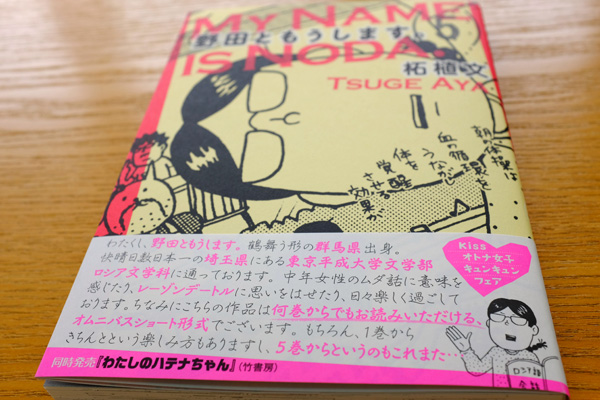 MY NAME
5
野田ともうします。
IS NODA.
柘植文
TSUGE AYA
朝の体操は
血の循環を
うながし
体を
覚醒
させる
効果が
わたくし、野田ともうします。鶴舞う形の群馬県出身。
快晴日数日本一の埼玉県にある東京平成大学文学部
ロシア文学科に通っております。中年女性のムダ話に意味を
感じたり、レーゾンデートルに思いをはせたり、日々楽しく過ごして
おります。ちなみにこちらの作品は何巻からでもお読みいただける、
オムニバスショート形式でございます。もちろん、1巻から
きちんとという楽しみ方もありますし、5巻からというのもこれまた…
Kiss
オトナ女子
キュンキュン
フェア
ロシア語
会話
同時発売『わたしのハテナちゃん』(竹書房)